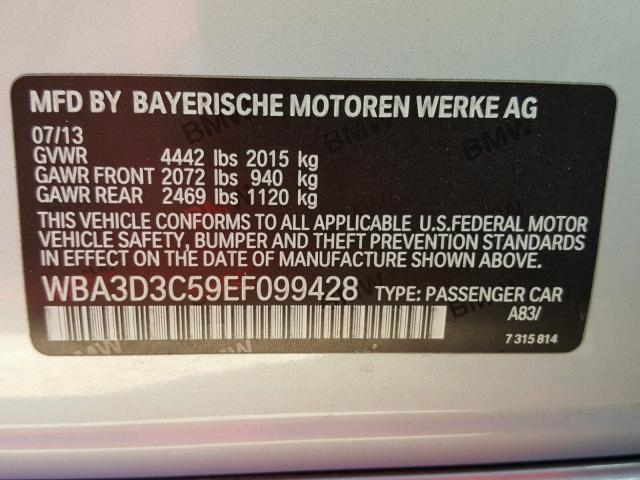 MFD BY BAYERISCHE MOTOREN WERKE AG
07/13
GVWR 4442 lbs 2015 kg
GAWR FRONT 2072 lbs 940 kg
GAWR REAR 2469 lbs 1120 kg
THIS VEHICLE CONFORMS TO ALL APPLICABLE U.S.FEDERAL MOTOR
VEHICLE SAFETY, BUMPER AND THEFT PREVENTION STANDARDS
IN EFFECT ON THE DATE OF MANUFACTURE SHOWN ABOVE.
WBA3D3C59EF099428 TYPE: PASSENGER CAR
A83/
7 315 814